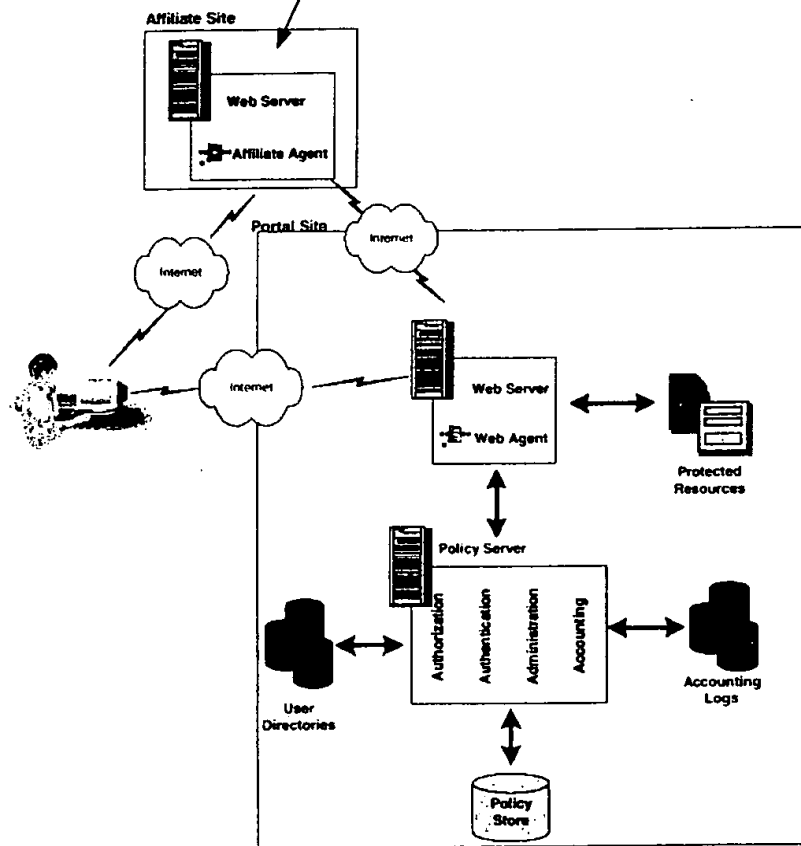 Affiliate Site
Web Server
Affiliate Agent
Portal Site
Internet
Internet
Internet
Web Server
Web Agent
Protected
Resources
Policy Server
Authorization
Authentication
Administration
Accounting
User
Directories
Accounting
Logs
Policy
Store